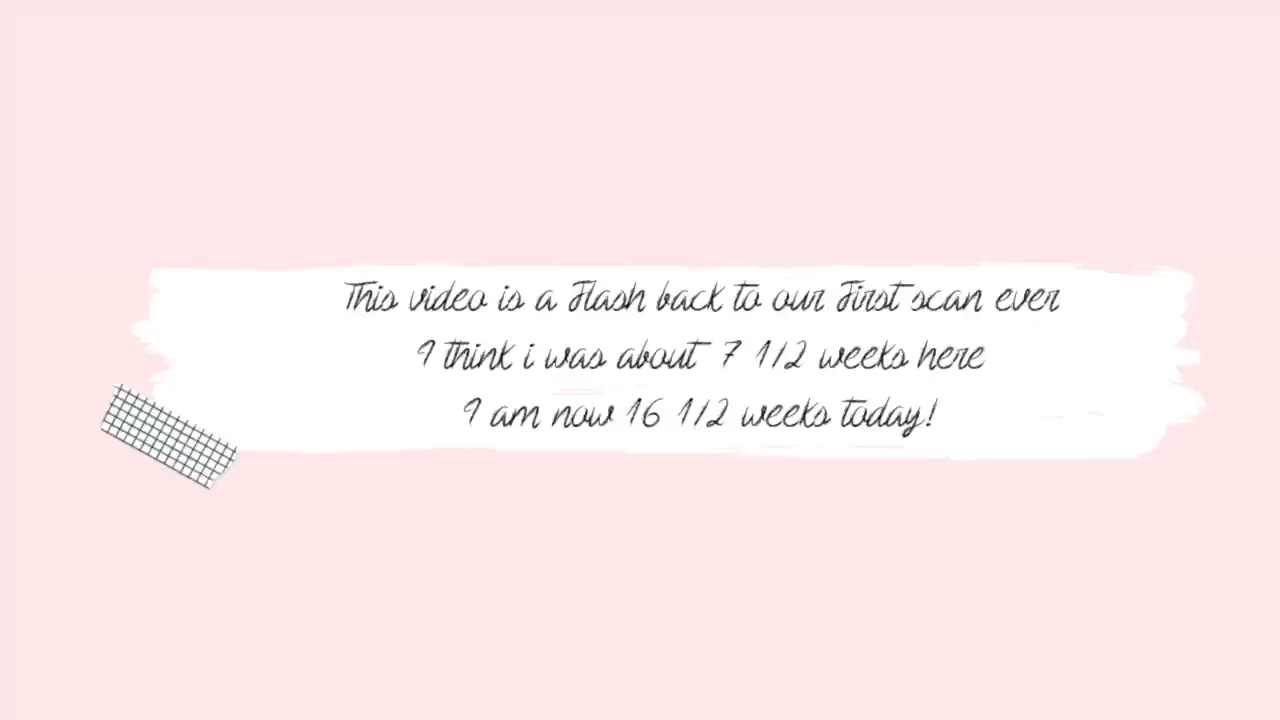 This video is a flash back to our first scan ever
I think i was about 7 1/2 weeks here
I am now 16 1/2 weeks today!